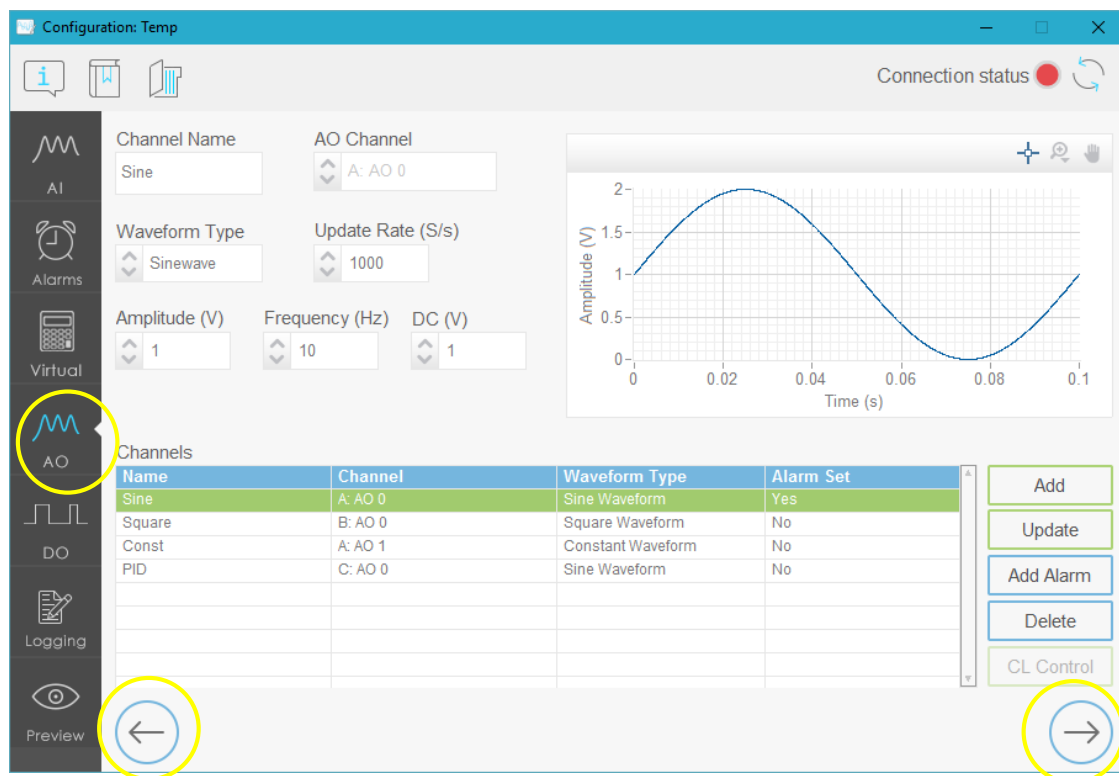 Configuration: Temp
i
Connection status
AI
Alarms
Virtual
AO
DO
Logging
Preview
Channel Name
AO Channel
Sine
A: AO 0
Waveform Type
Update Rate (S/s)
Sinewave
1000
Amplitude (V)
Frequency (Hz)
DC (V)
1
10
1
Amplitude (V)
2
1.5
1
0.5
0
0
0.02
0.04
0.06
0.08
0.1
Time (s)
Channels
Name Channel Waveform Type Alarm Set
Sine A: AO 0 Sine Waveform Yes
Square B: AO 0 Square Waveform No
Const A: AO 1 Constant Waveform No
PID C: AO 0 Sine Waveform No
Add
Update
Add Alarm
Delete
CL Control